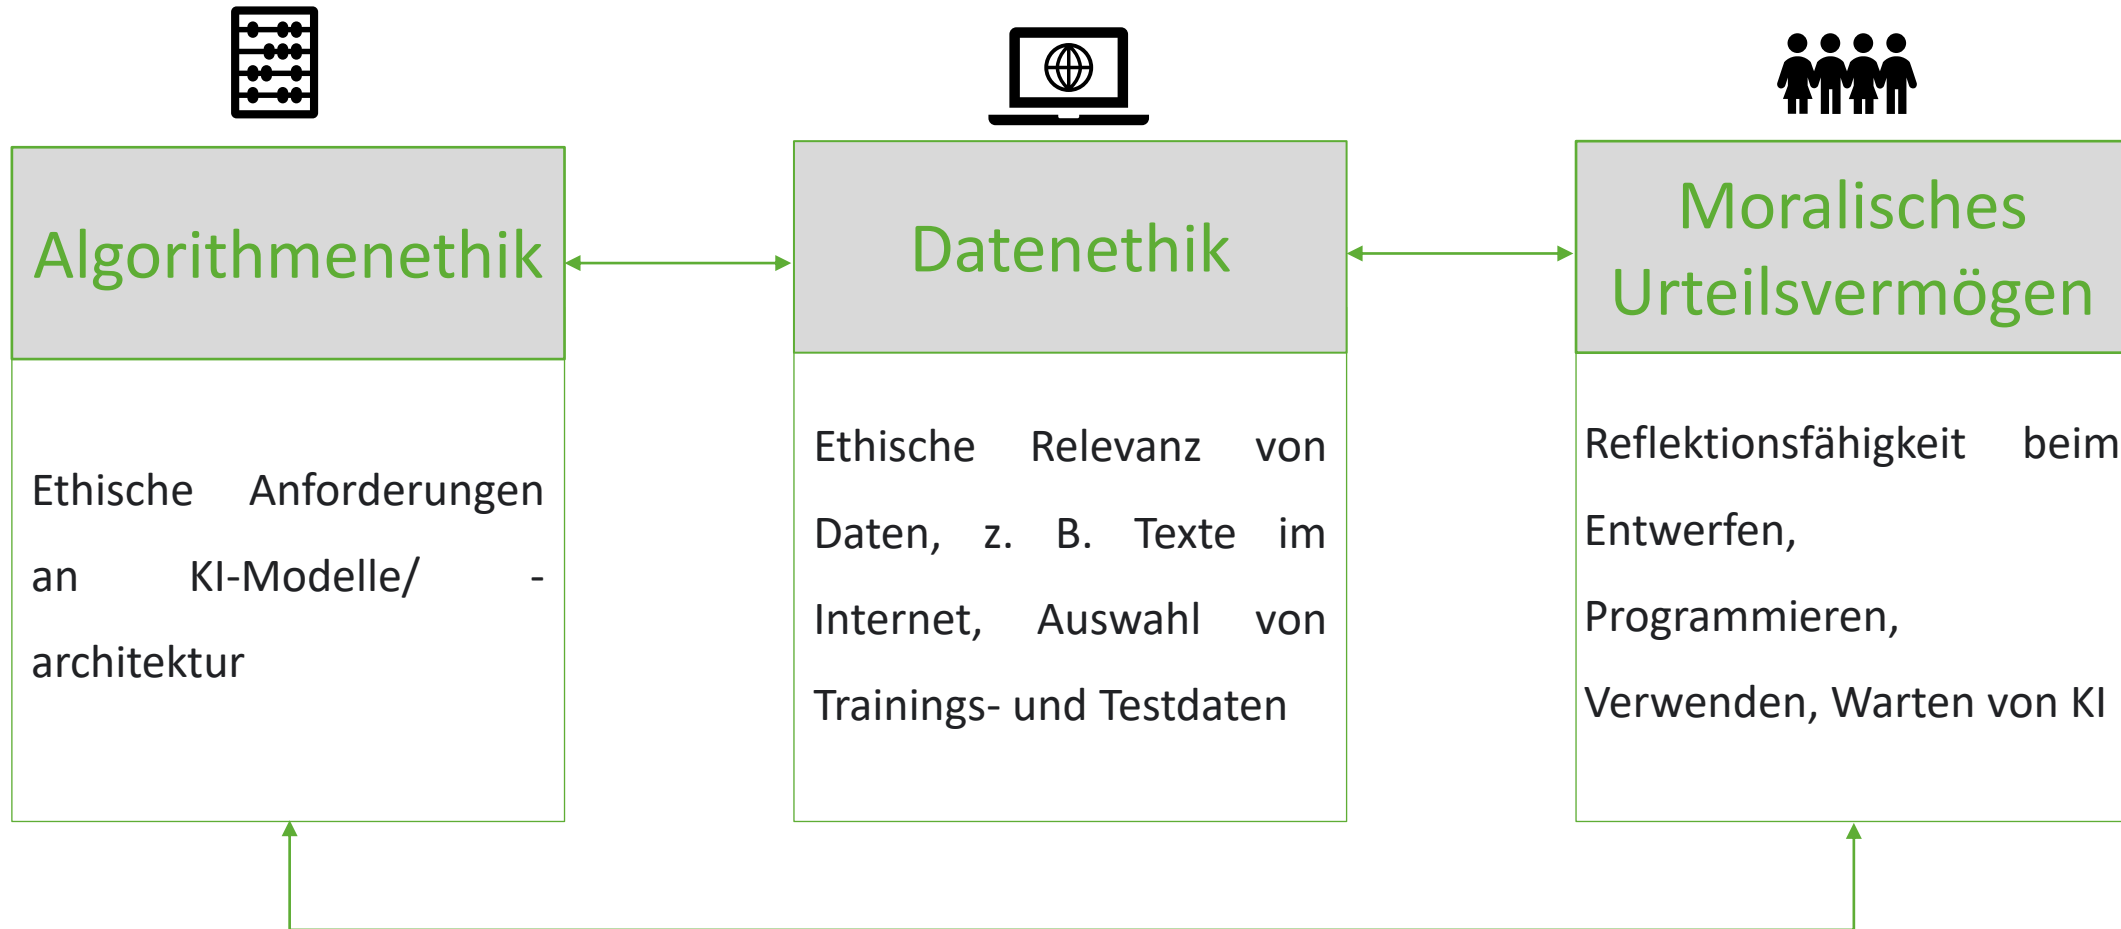 Algorithmenethik
Ethische Anforderungen
an KI-Modelle/ -
architektur
Datenethik
Ethische Relevanz von
Daten, z. B. Texte im
Internet, Auswahl von
Trainings- und Testdaten
Moralisches
Urteilsvermögen
Reflektionsfähigkeit beim
Entwerfen,
Programmieren,
Verwenden, Warten von KI